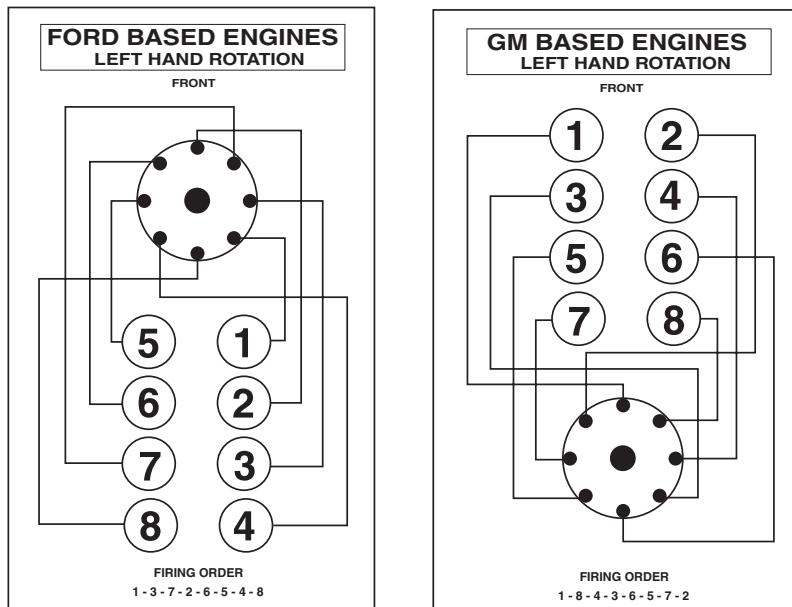 FORD BASED ENGINES
LEFT HAND ROTATION
FRONT
5 1
6 2
7 3
8 4
FIRING ORDER
1 - 3 - 7 - 2 - 6 - 5 - 4 - 8
GM BASED ENGINES
LEFT HAND ROTATION
FRONT
1 2
3 4
5 6
7 8
FIRING ORDER
1 - 8 - 4 - 3 - 6 - 5 - 7 - 2